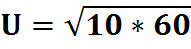 U = √10 * 60